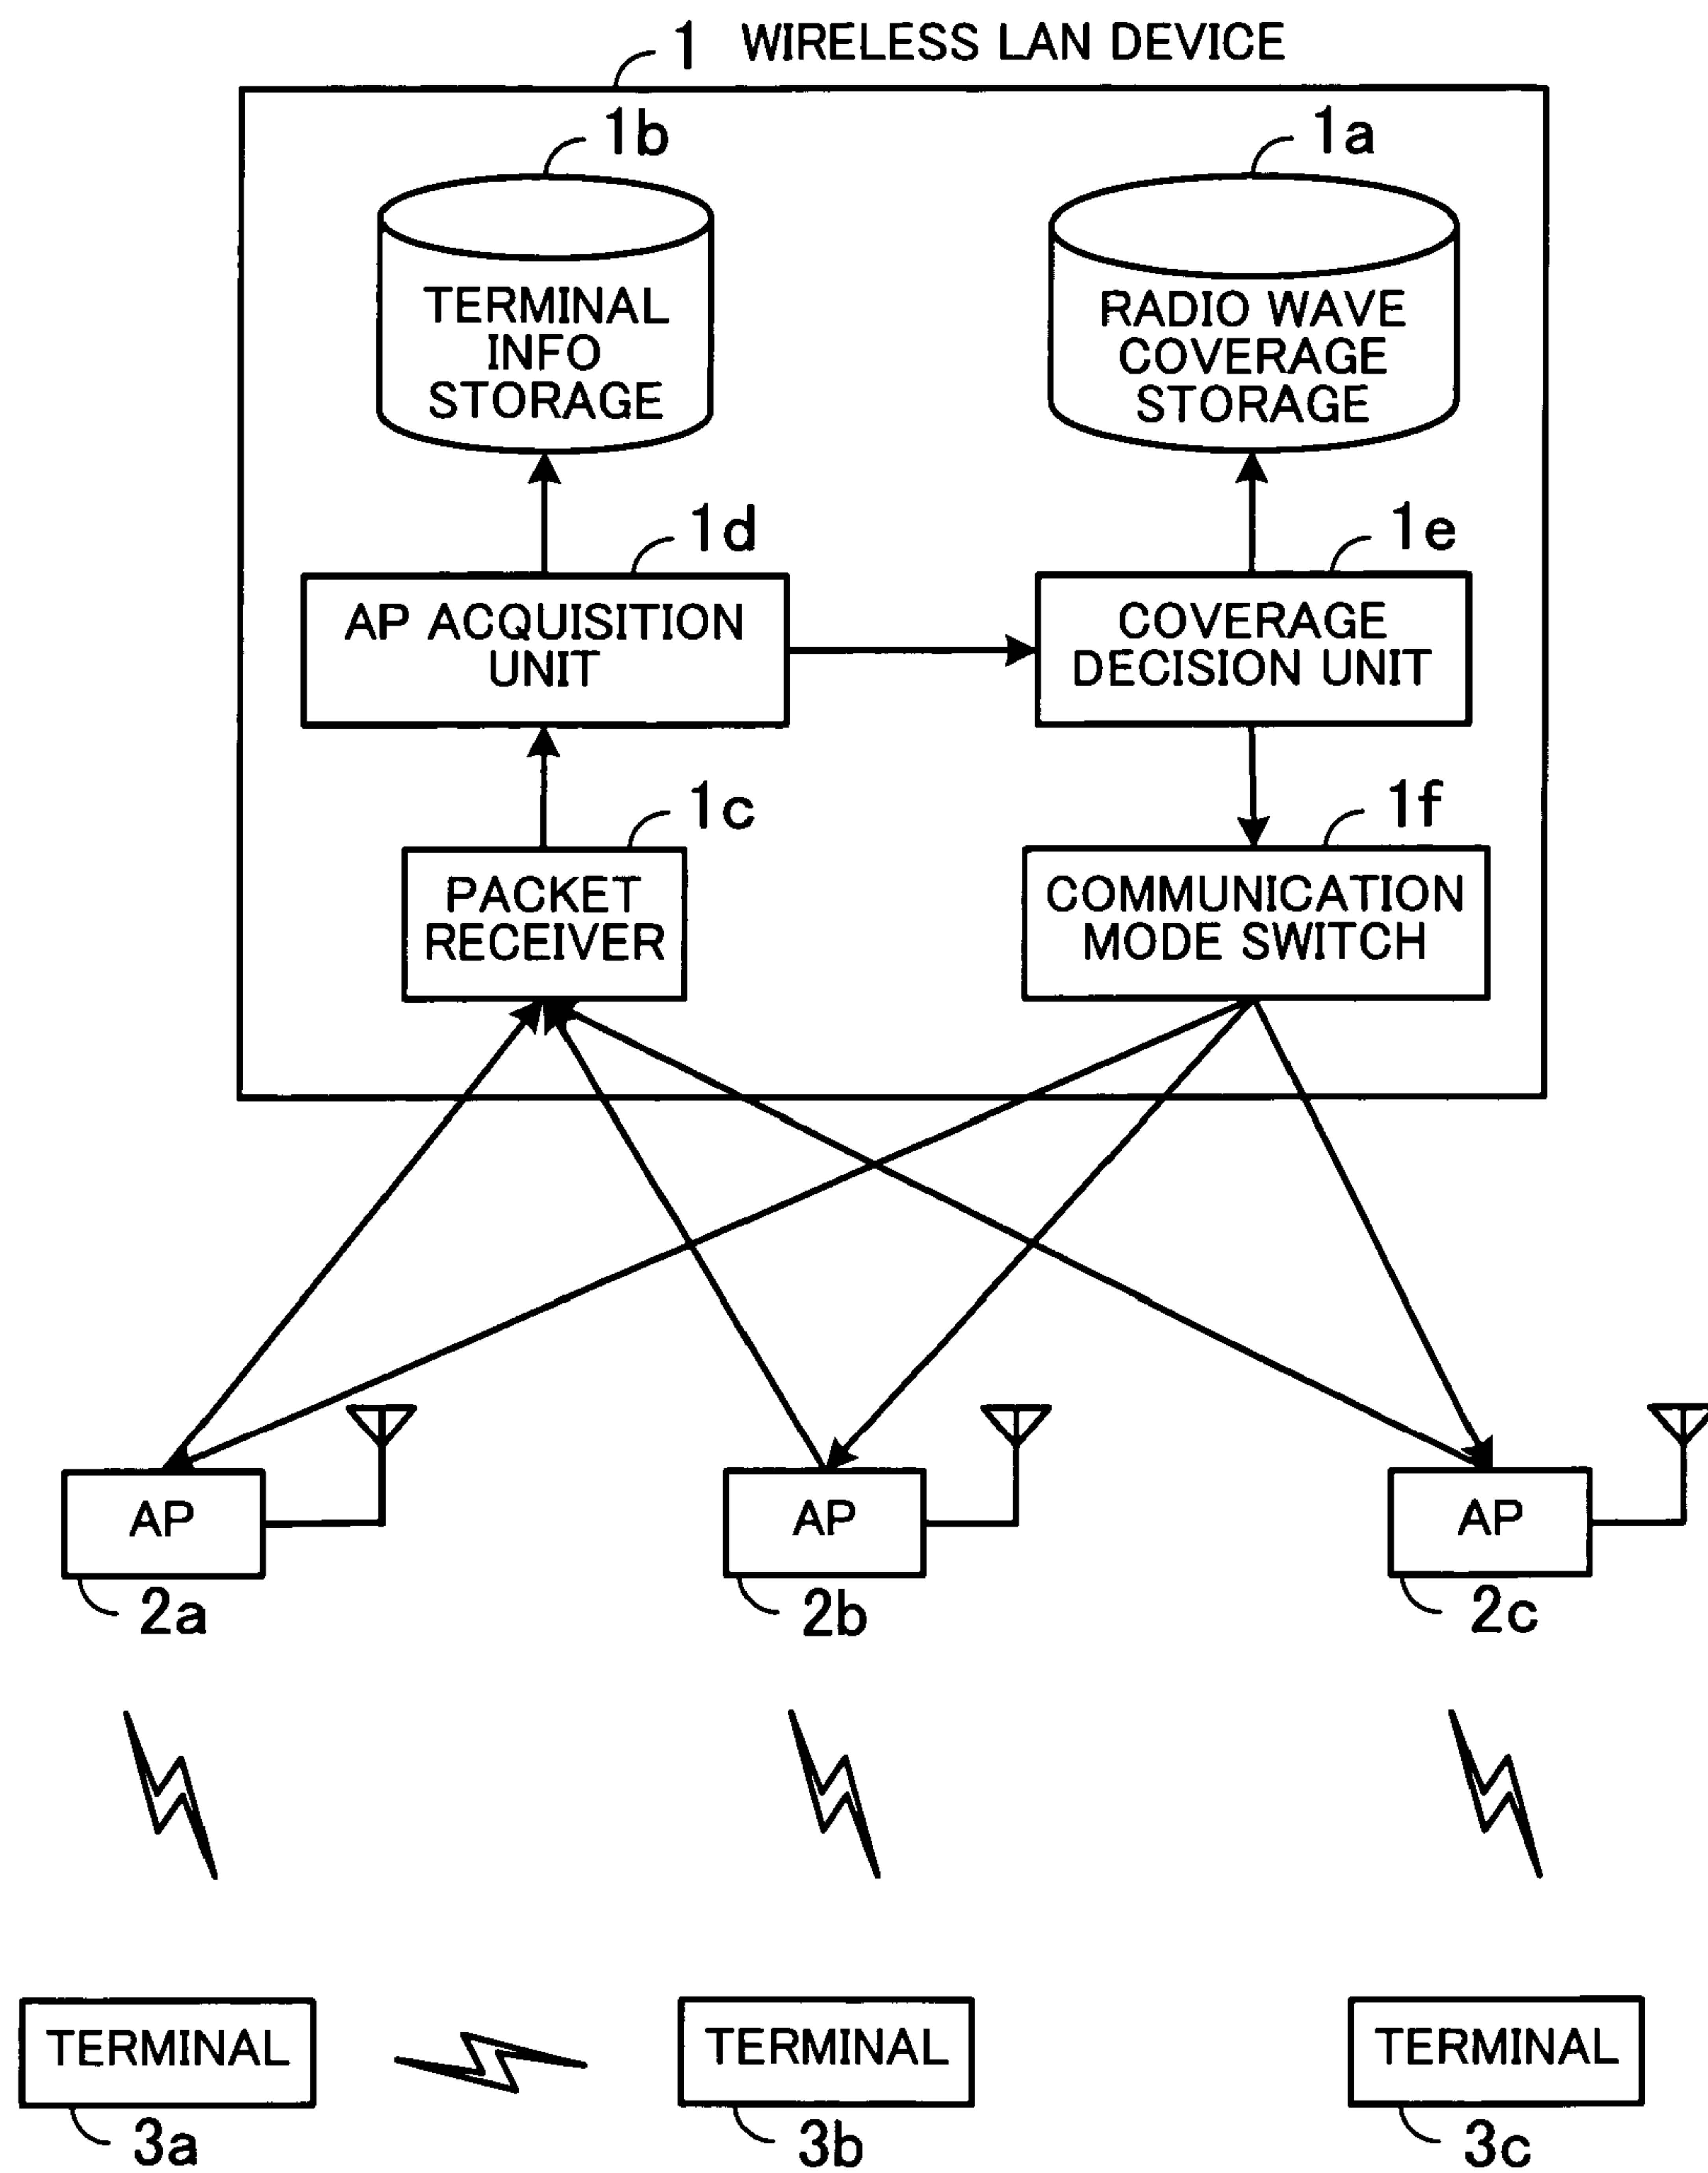 1 WIRELESS LAN DEVICE
1b
1a
TERMINAL
INFO
STORAGE
RADIO WAVE
COVERAGE
STORAGE
1d
1e
AP ACQUISITION
UNIT
COVERAGE
DECISION UNIT
1c
1f
PACKET
RECEIVER
COMMUNICATION
MODE SWITCH
AP
AP
AP
2a
2b
2c
TERMINAL
TERMINAL
TERMINAL
3a
3b
3c